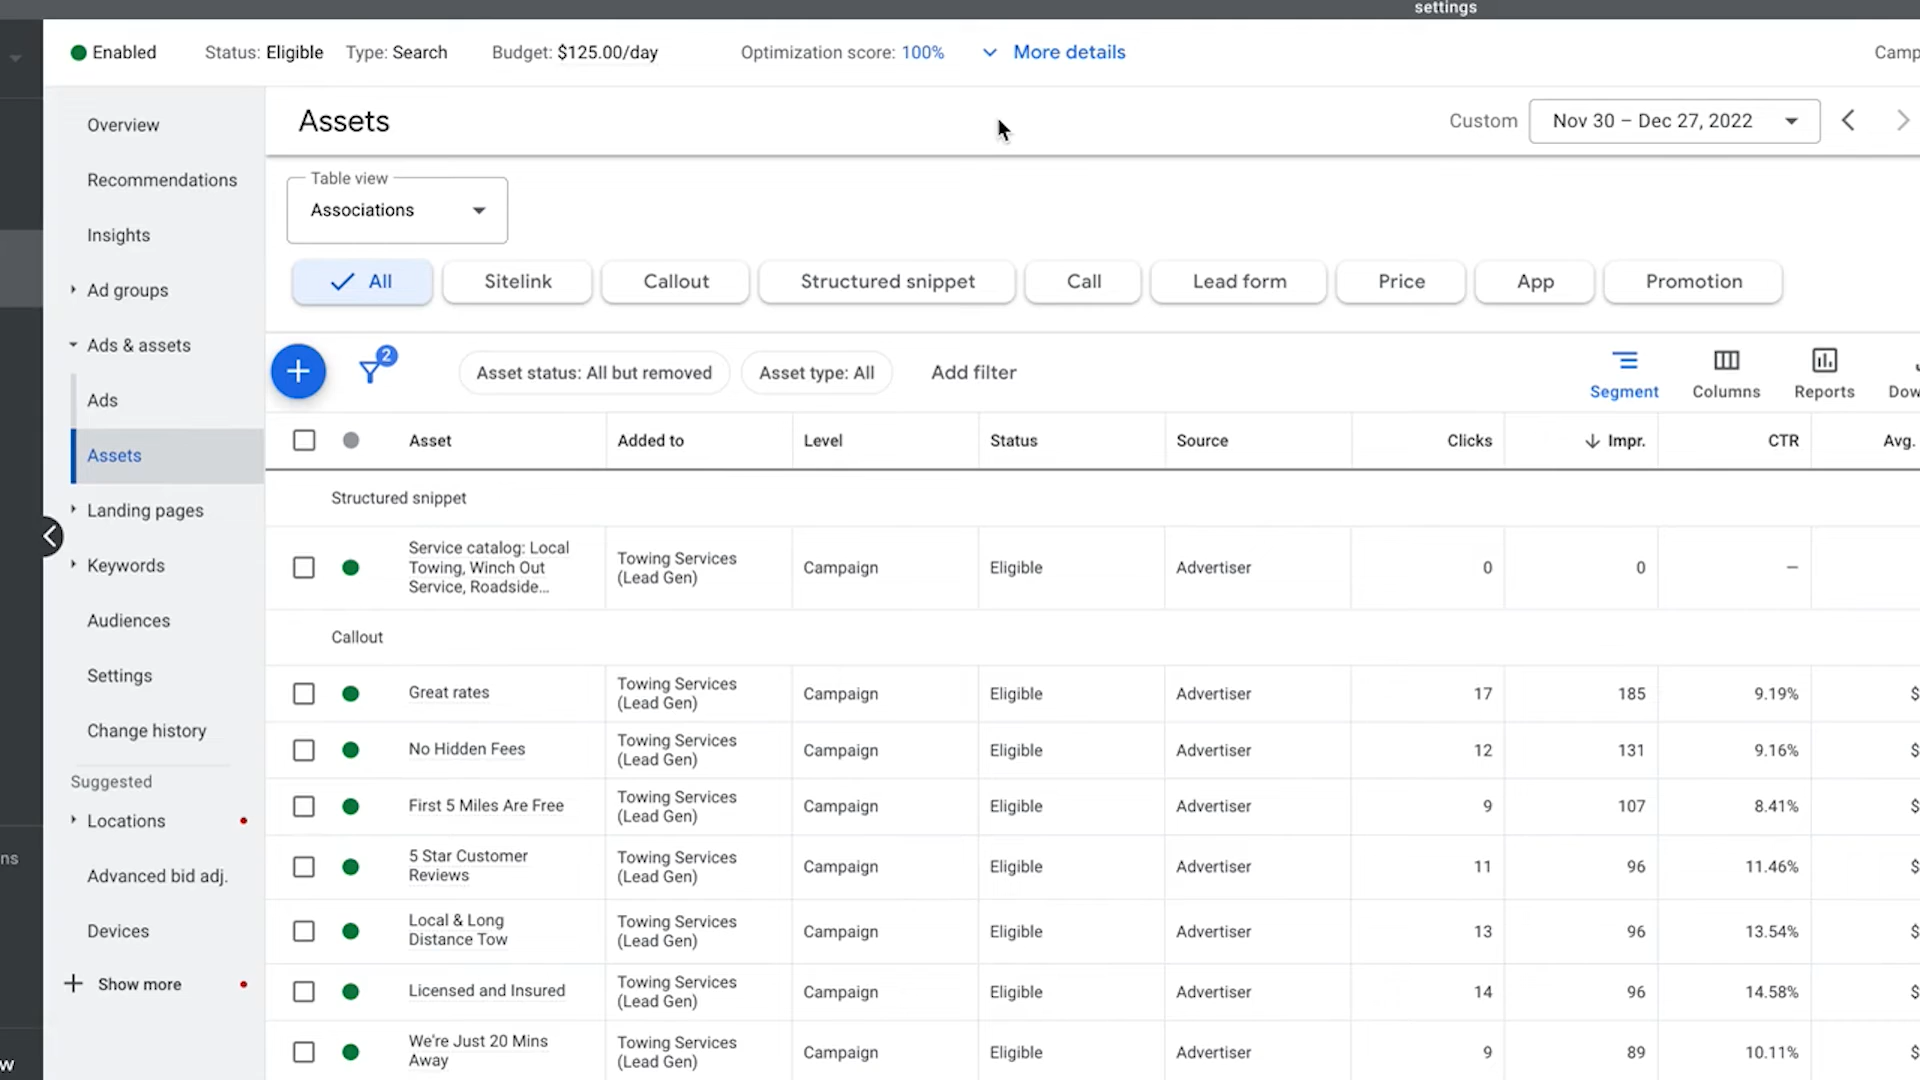 settings
Enabled Status: Eligible Type: Search Budget: $125.00/day Optimization score: 100% More details
Overview
Recommendations
Insights
Ad groups
Ads & assets
Ads
Assets
Landing pages
Keywords
Audiences
Settings
Change history
Suggested
Locations
Advanced bid adj.
Devices
Show more
Assets
Custom Nov 30 – Dec 27, 2022
Table view
Associations
All Sitelink Callout Structured snippet Call Lead form Price App Promotion
2
Asset status: All but removed Asset type: All Add filter
Segment Columns Reports
Asset Added to Level Status Source Clicks Impr. CTR Avg.
Structured snippet
Service catalog: Local
Towing, Winch Out
Service, Roadside...
Towing Services
(Lead Gen)
Campaign Eligible Advertiser 0 0 –
Callout
Great rates
Towing Services
(Lead Gen)
Campaign Eligible Advertiser 17 185 9.19% $
No Hidden Fees
Towing Services
(Lead Gen)
Campaign Eligible Advertiser 12 131 9.16% $
First 5 Miles Are Free
Towing Services
(Lead Gen)
Campaign Eligible Advertiser 9 107 8.41% $
5 Star Customer
Reviews
Towing Services
(Lead Gen)
Campaign Eligible Advertiser 11 96 11.46% $
Local & Long
Distance Tow
Towing Services
(Lead Gen)
Campaign Eligible Advertiser 13 96 13.54% $
Licensed and Insured
Towing Services
(Lead Gen)
Campaign Eligible Advertiser 14 96 14.58% $
We're Just 20 Mins
Away
Towing Services
(Lead Gen)
Campaign Eligible Advertiser 9 89 10.11% $